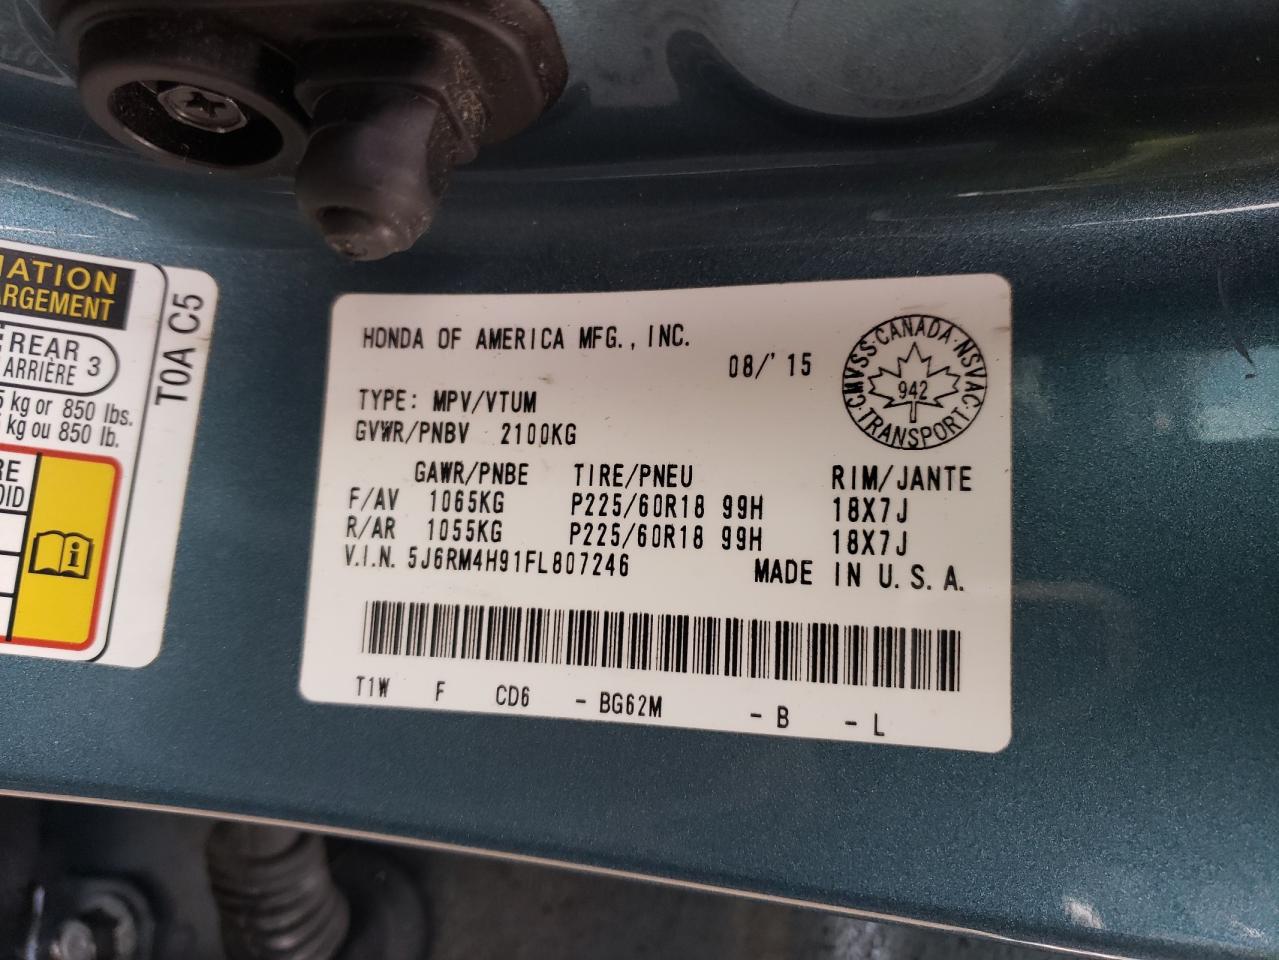 MATION
ARGEMENT
REAR
ARRIÈRE 3
5 kg or 850 lbs.
kg ou 850 lb.
T0A C5
HONDA OF AMERICA MFG., INC.
08/'15
CMVSS·CANADA·NSVAC·TRANSPORT·
942
TYPE: MPV/VTUM
GVWR/PNBV 2100KG
GAWR/PNBE TIRE/PNEU RIM/JANTE
F/AV 1065KG P225/60R18 99H 18X7J
R/AR 1055KG P225/60R18 99H 18X7J
V.I.N. 5J6RM4H91FL807246 MADE IN U.S.A.
T1W F CD6 - BG62M - B - L